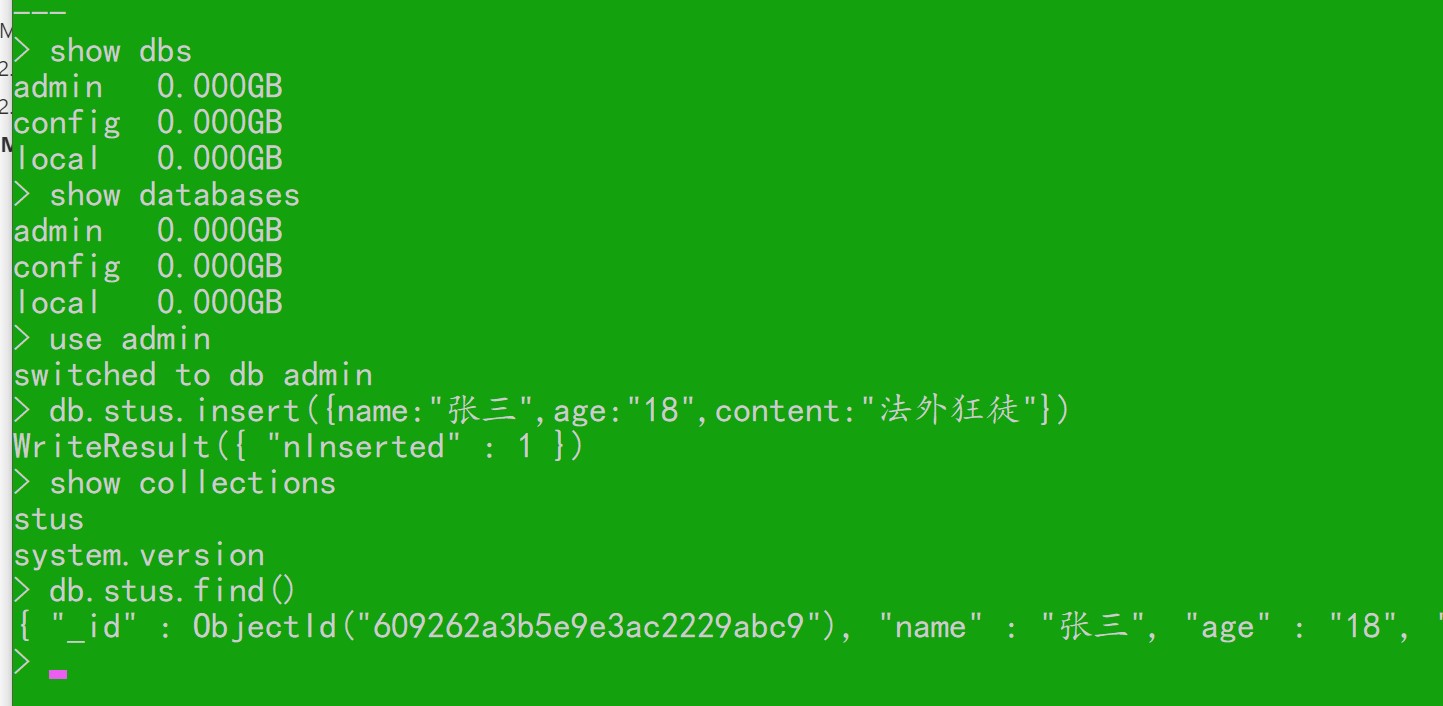 ---
> show dbs
admin   0.000GB
config  0.000GB
local   0.000GB
> show databases
admin   0.000GB
config  0.000GB
local   0.000GB
> use admin
switched to db admin
> db.stus.insert({name:"张三",age:"18",content:"法外狂徒"})
WriteResult({ "nInserted" : 1 })
> show collections
stus
system.version
> db.stus.find()
{ "_id" : ObjectId("609262a3b5e9e3ac2229abc9"), "name" : "张三", "age" : "18", "
>